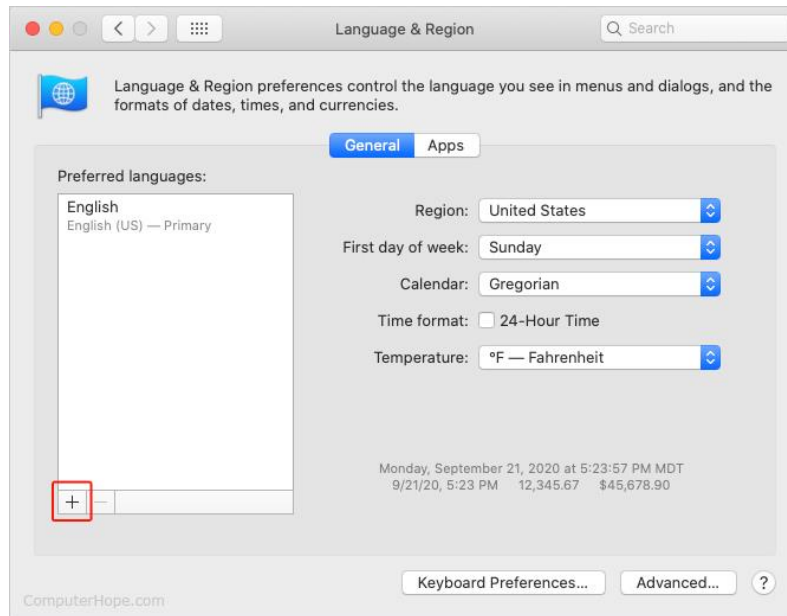 Language & Region
Search
Language & Region preferences control the language you see in menus and dialogs, and the
formats of dates, times, and currencies.
General Apps
Preferred languages:
English
English (US) — Primary
Region: United States
First day of week: Sunday
Calendar: Gregorian
Time format: 24-Hour Time
Temperature: °F — Fahrenheit
Monday, September 21, 2020 at 5:23:57 PM MDT
9/21/20, 5:23 PM 12,345.67 $45,678.90
+ −
Keyboard Preferences... Advanced... ?
ComputerHope.com